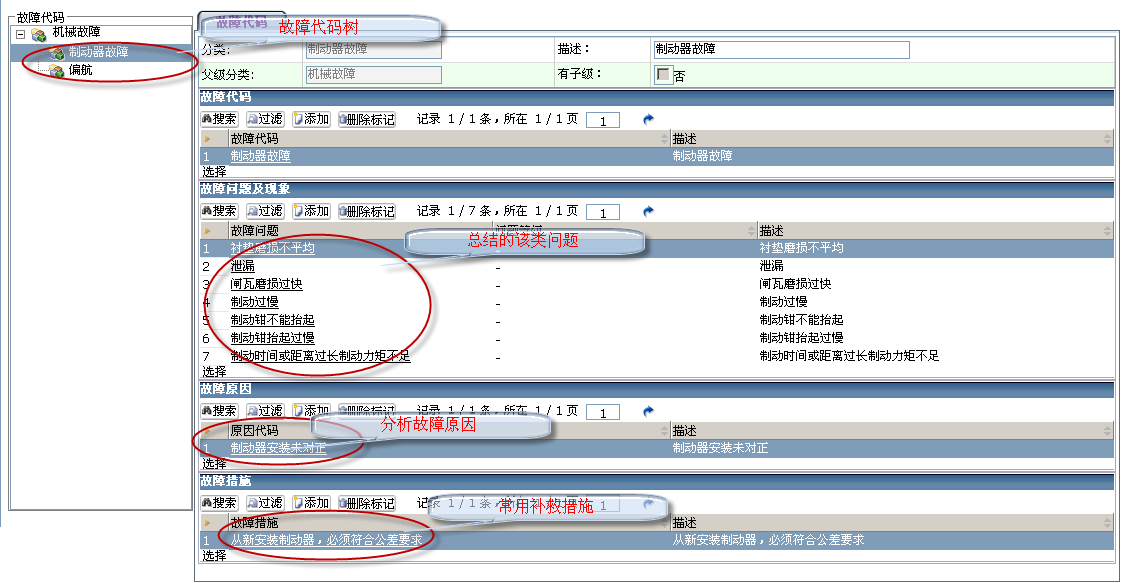 故障代码
机械故障
制动器故障
偏航
故障代码
故障代码树
分类: 制动器故障 描述: 制动器故障
父级分类: 机械故障 有子级: 否
故障代码
搜索 过滤 添加 删除标记 记录 1 / 1 条，所在 1 / 1 页 1
故障代码 描述
1 制动器故障 制动器故障
选择
故障问题及现象
搜索 过滤 添加 删除标记 记录 1 / 7 条，所在 1 / 1 页 1
故障问题 描述
总结的该类问题
1 衬垫磨损不平均 衬垫磨损不平均
2 泄漏 - 泄漏
3 闸瓦磨损过快 - 闸瓦磨损过快
4 制动过慢 - 制动过慢
5 制动钳不能抬起 - 制动钳不能抬起
6 制动钳抬起过慢 - 制动钳抬起过慢
7 制动时间或距离过长制动力矩不足 - 制动时间或距离过长制动力矩不足
选择
故障原因
搜索 过滤 添加 删除标记 记录 1 / 1 条，所在 1 / 1 页 1
分析故障原因
原因代码 描述
1 制动器安装未对正 制动器安装未对正
选择
故障措施
搜索 过滤 添加 删除标记 记录 1 / 1 条，所在 1 / 1 页 1
常用补救措施
故障措施 描述
1 从新安装制动器，必须符合公差要求 从新安装制动器，必须符合公差要求
选择